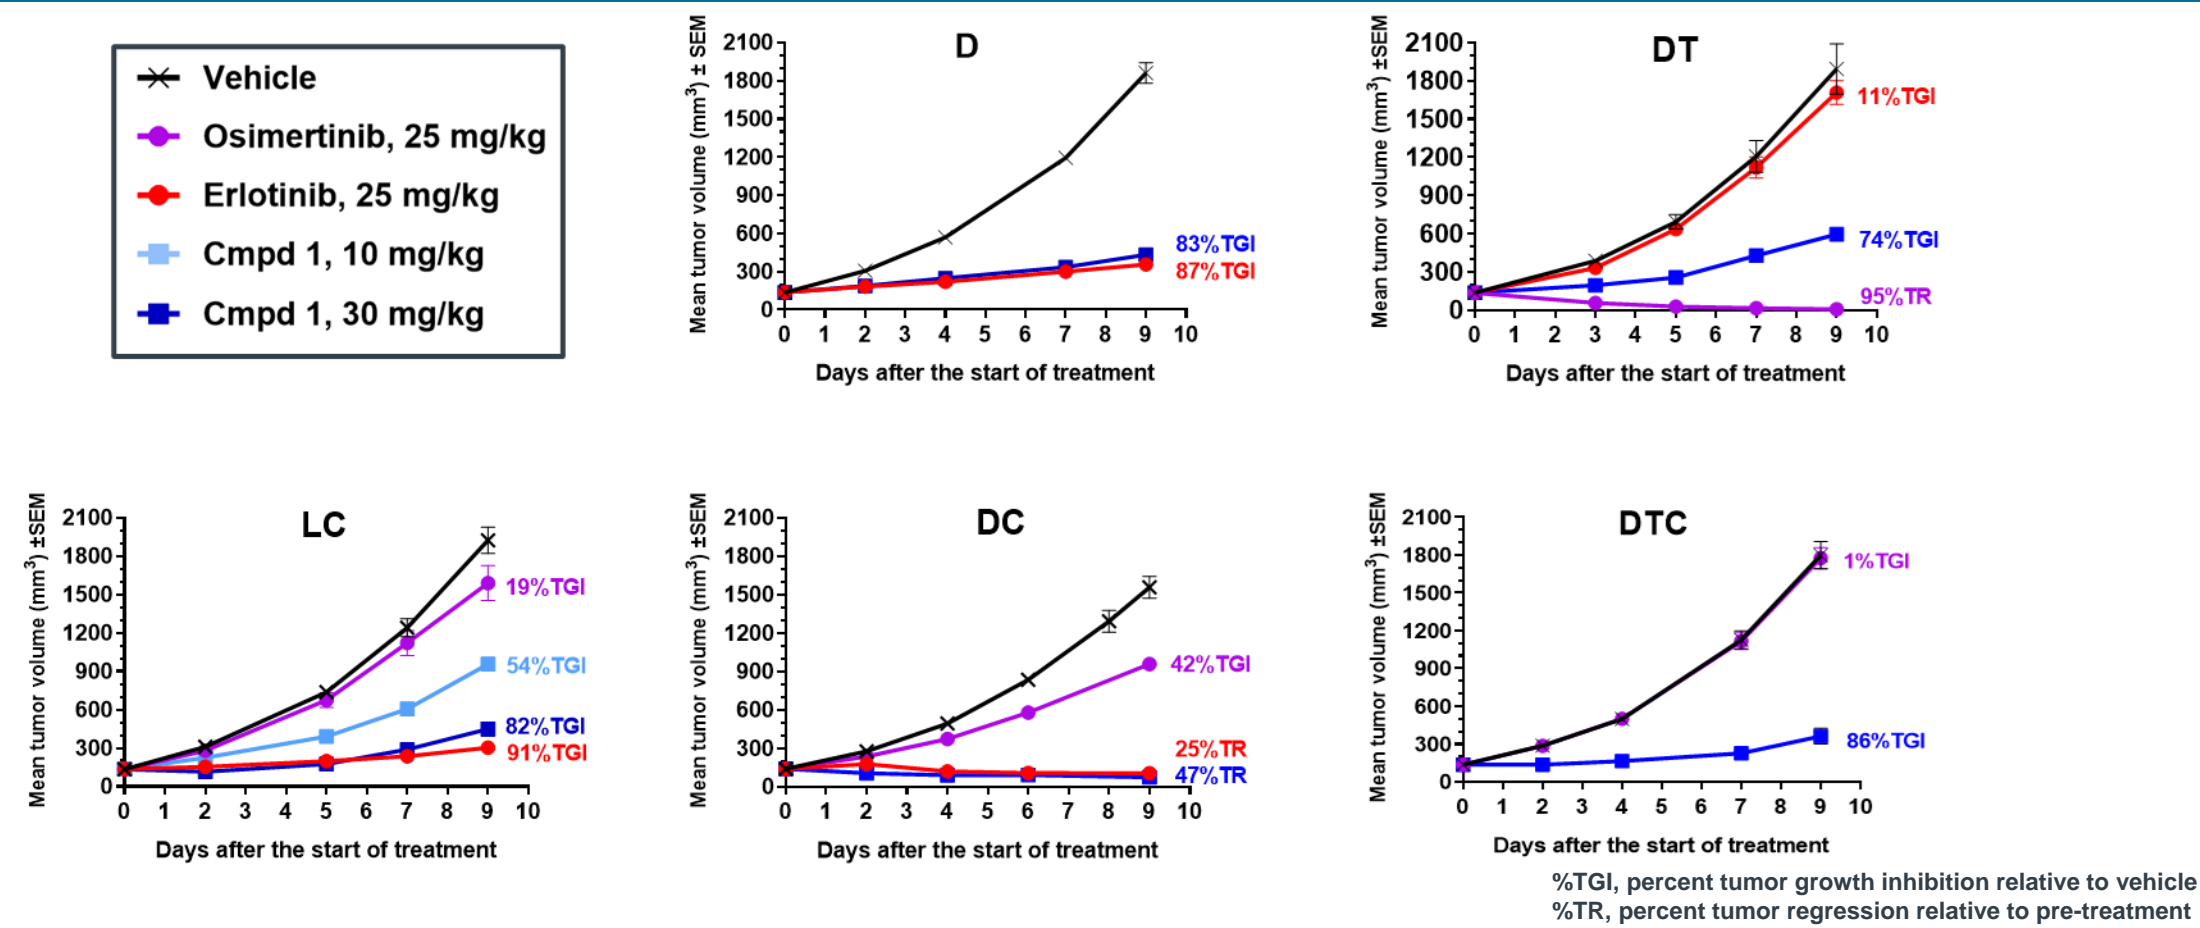 Vehicle
Osimertinib, 25 mg/kg
Erlotinib, 25 mg/kg
Cmpd 1, 10 mg/kg
Cmpd 1, 30 mg/kg
D
Mean tumor volume (mm³) ± SEM
2100
1800
1500
1200
900
600
300
0
83%TGI
87%TGI
0 1 2 3 4 5 6 7 8 9 10
Days after the start of treatment
DT
Mean tumor volume (mm³) ±SEM
2100
1800
1500
1200
900
600
300
0
11%TGI
74%TGI
95%TR
0 1 2 3 4 5 6 7 8 9 10
Days after the start of treatment
LC
Mean tumor volume (mm³) ±SEM
2100
1800
1500
1200
900
600
300
0
19%TGI
54%TGI
82%TGI
91%TGI
0 1 2 3 4 5 6 7 8 9 10
Days after the start of treatment
DC
Mean tumor volume (mm³) ±SEM
2100
1800
1500
1200
900
600
300
0
42%TGI
25%TR
47%TR
0 1 2 3 4 5 6 7 8 9 10
Days after the start of treatment
DTC
Mean tumor volume (mm³) ±SEM
2100
1800
1500
1200
900
600
300
0
1%TGI
86%TGI
0 1 2 3 4 5 6 7 8 9 10
Days after the start of treatment
%TGI, percent tumor growth inhibition relative to vehicle
%TR, percent tumor regression relative to pre-treatment